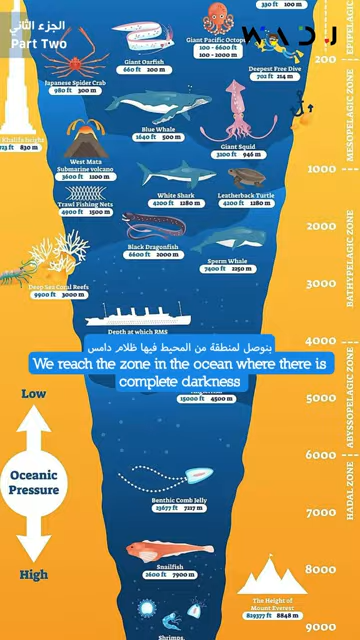 الجزء الثاني
Part Two
330 ft 100 m
WADU
200
EPIPELAGIC
Giant Pacific Octopus
100 - 6600 ft
100 - 2000 m
Giant Oarfish
660 ft 200 m
Deepest Free Dive
702 ft 214 m
Japanese Spider Crab
980 ft 300 m
MESOPELAGIC ZONE
Blue Whale
1640 ft 500 m
Khalifa height
830 m
Giant Squid
3100 ft 946 m
West Mata
Submarine volcano
3600 ft 1100 m
1000
White Shark
4200 ft 1280 m
Leatherback Turtle
4200 ft 1280 m
Trawl Fishing Nets
4900 ft 1500 m
2000
BATHYPELAGIC ZONE
Black Dragonfish
6600 ft 2000 m
Sperm Whale
7400 ft 2250 m
Deep Sea Coral Reefs
9900 ft 3000 m
3000
Depth at which RMS
4000
بنوصل لمنطقة من المحيط فيها ظلام دامس
We reach the zone in the ocean where there is
complete darkness
15000 ft 4500 m
5000
ABYSSOPELAGIC ZONE
Low
Oceanic
Pressure
High
6000
HADAL ZONE
Benthic Comb Jelly
23677 ft 7217 m
7000
Snailfish
2600 ft 7900 m
8000
The Height of
Mount Everest
8848 m
Shrimps,
9000